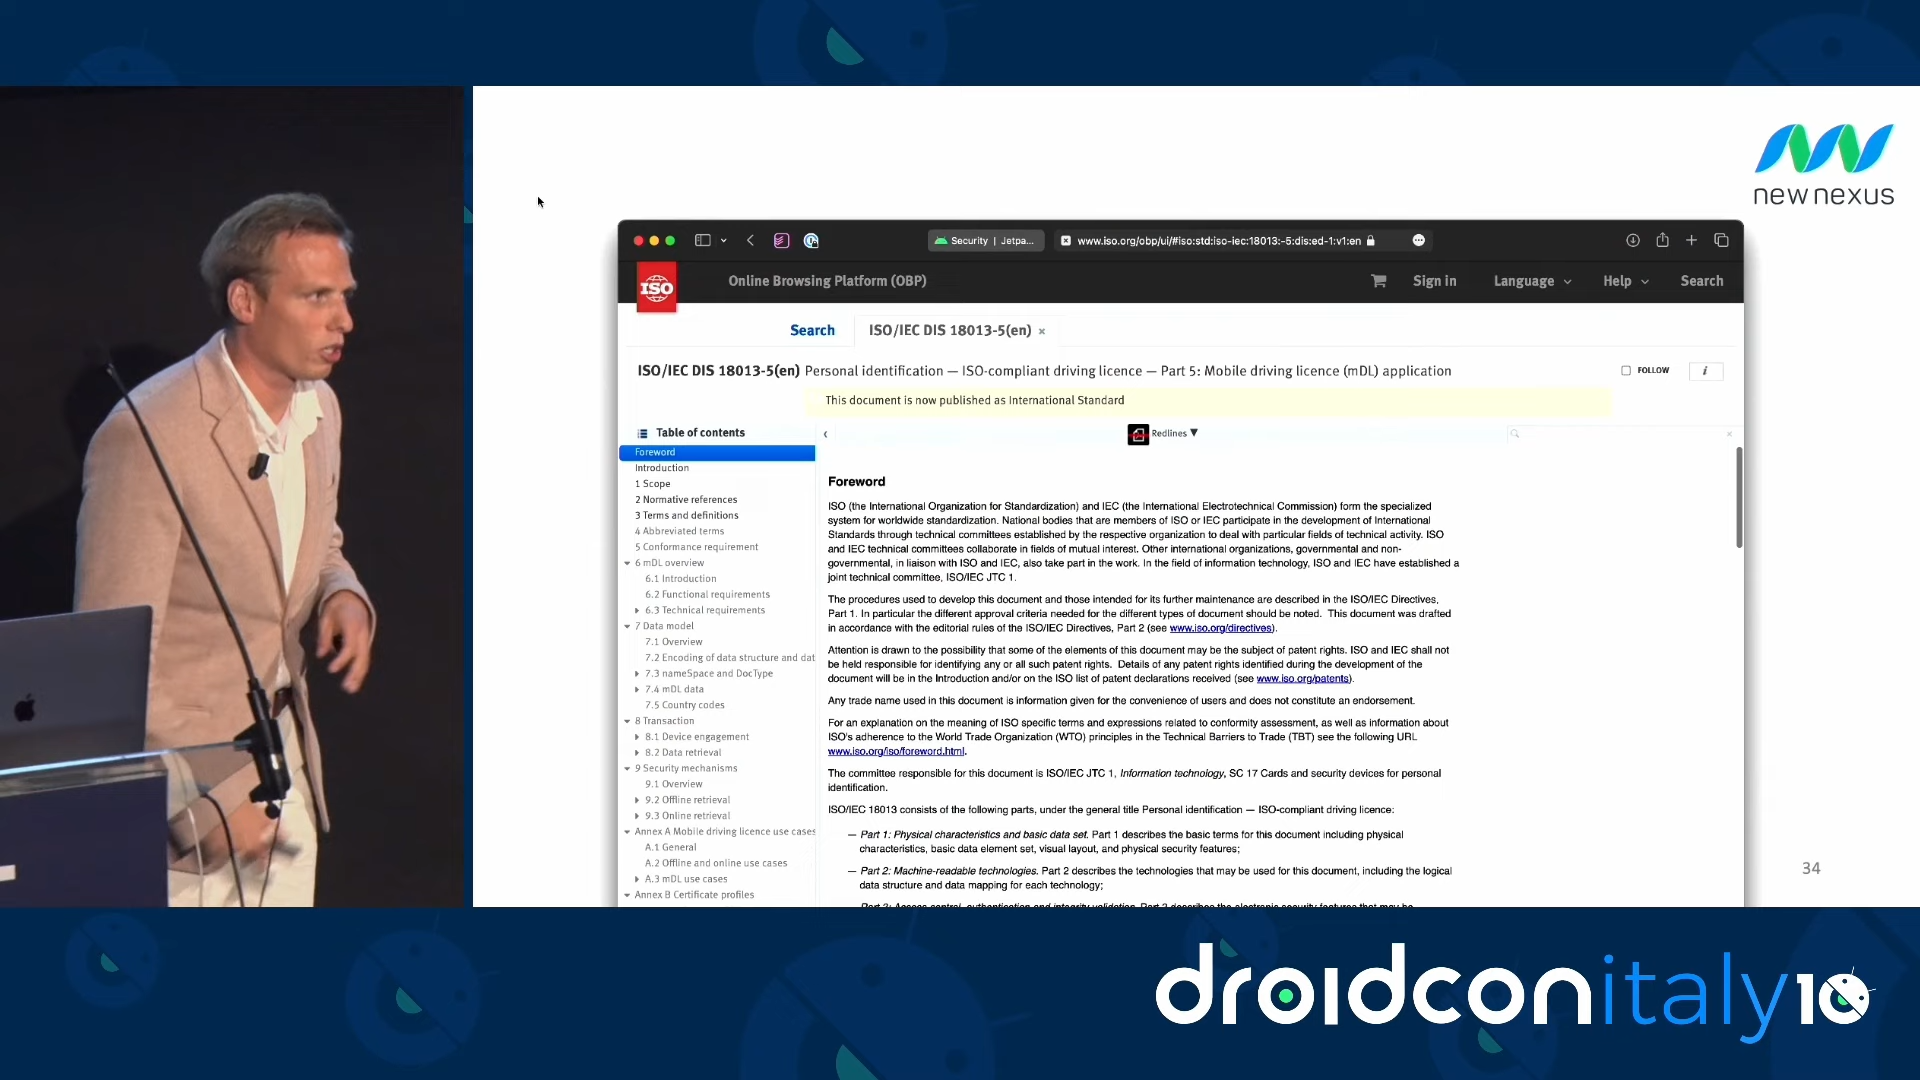 new nexus
Security | Jetpa...
www.iso.org/obp/ui/#iso:std:iso-iec:18013:-5:dis:ed-1:v1:en
ISO
Online Browsing Platform (OBP)
Sign in
Language
Help
Search
Search
ISO/IEC DIS 18013-5(en) ×
ISO/IEC DIS 18013-5(en) Personal identification — ISO-compliant driving licence — Part 5: Mobile driving licence (mDL) application
FOLLOW
i
This document is now published as International Standard
Table of contents
Redlines ▼
Foreword
Introduction
1 Scope
2 Normative references
3 Terms and definitions
4 Abbreviated terms
5 Conformance requirement
6 mDL overview
6.1 Introduction
6.2 Functional requirements
6.3 Technical requirements
7 Data model
7.1 Overview
7.2 Encoding of data structure and dat
7.3 nameSpace and DocType
7.4 mDL data
7.5 Country codes
8 Transaction
8.1 Device engagement
8.2 Data retrieval
9 Security mechanisms
9.1 Overview
9.2 Offline retrieval
9.3 Online retrieval
Annex A Mobile driving licence use cases
A.1 General
A.2 Offline and online use cases
A.3 mDL use cases
Annex B Certificate profiles
Foreword
ISO (the International Organization for Standardization) and IEC (the International Electrotechnical Commission) form the specialized
system for worldwide standardization. National bodies that are members of ISO or IEC participate in the development of International
Standards through technical committees established by the respective organization to deal with particular fields of technical activity. ISO
and IEC technical committees collaborate in fields of mutual interest. Other international organizations, governmental and non-
governmental, in liaison with ISO and IEC, also take part in the work. In the field of information technology, ISO and IEC have established a
joint technical committee, ISO/IEC JTC 1.
The procedures used to develop this document and those intended for its further maintenance are described in the ISO/IEC Directives,
Part 1. In particular the different approval criteria needed for the different types of document should be noted. This document was drafted
in accordance with the editorial rules of the ISO/IEC Directives, Part 2 (see www.iso.org/directives).
Attention is drawn to the possibility that some of the elements of this document may be the subject of patent rights. ISO and IEC shall not
be held responsible for identifying any or all such patent rights. Details of any patent rights identified during the development of the
document will be in the Introduction and/or on the ISO list of patent declarations received (see www.iso.org/patents).
Any trade name used in this document is information given for the convenience of users and does not constitute an endorsement.
For an explanation on the meaning of ISO specific terms and expressions related to conformity assessment, as well as information about
ISO's adherence to the World Trade Organization (WTO) principles in the Technical Barriers to Trade (TBT) see the following URL
www.iso.org/iso/foreword.html.
The committee responsible for this document is ISO/IEC JTC 1, Information technology, SC 17 Cards and security devices for personal
identification.
ISO/IEC 18013 consists of the following parts, under the general title Personal identification — ISO-compliant driving licence:
— Part 1: Physical characteristics and basic data set. Part 1 describes the basic terms for this document including physical
characteristics, basic data element set, visual layout, and physical security features;
— Part 2: Machine-readable technologies. Part 2 describes the technologies that may be used for this document, including the logical
data structure and data mapping for each technology;
— Part 3: Access control, authentication and integrity validation. Part 3 describes the electronic security features that may be
34
droidconitaly10